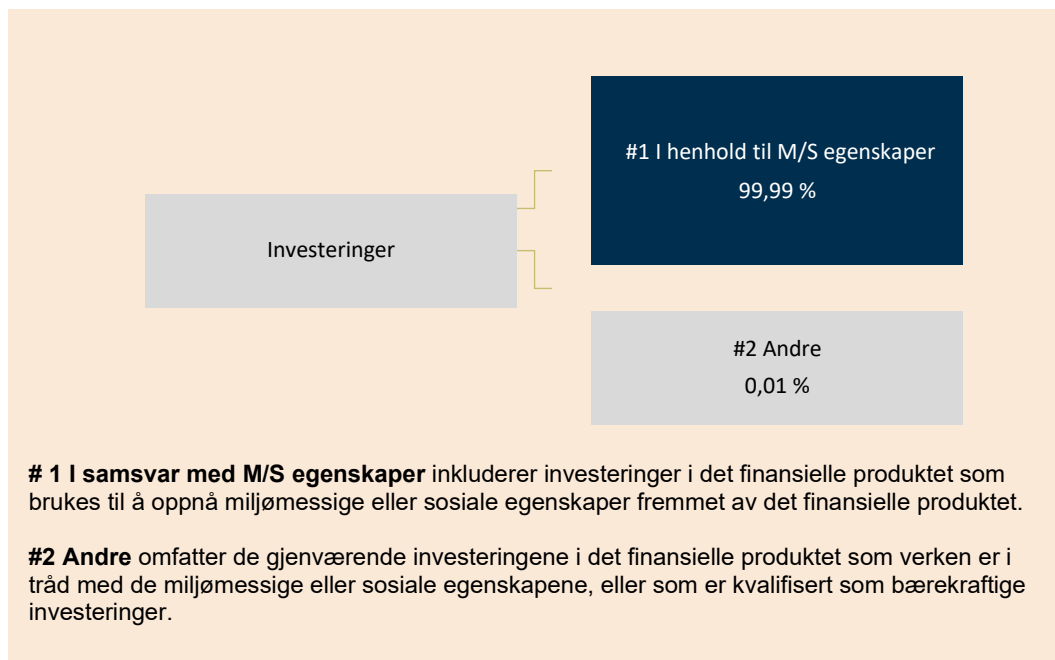 #1 I henhold til M/S egenskaper
99,99 %
Investeringer
#2 Andre
0,01 %
# 1 I samsvar med M/S egenskaper inkluderer investeringer i det finansielle produktet som
brukes til å oppnå miljømessige eller sosiale egenskaper fremmet av det finansielle produktet.
#2 Andre omfatter de gjenværende investeringene i det finansielle produktet som verken er i
tråd med de miljømessige eller sosiale egenskapene, eller som er kvalifisert som bærekraftige
investeringer.